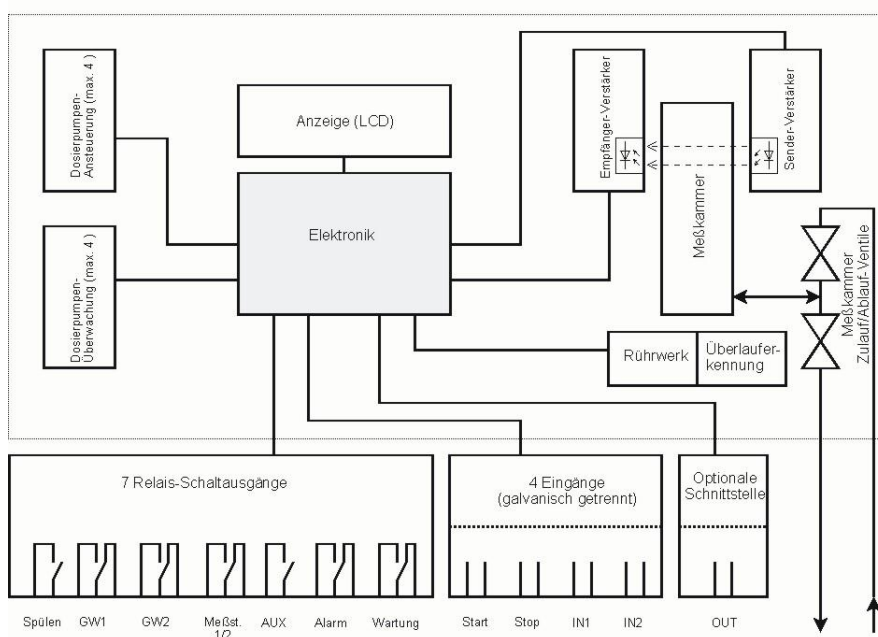 Dosierpumpen-
Ansteuerung (max. 4 )
Anzeige (LCD)
Empfänger-Verstärker
Sender-Verstärker
Meßkammer
Elektronik
Dosierpumpen-
Überwachung (max. 4 )
Meßkammer
Zulauf/Ablauf-Ventile
Rührwerk
Überlaufer-
kennung
7 Relais-Schaltausgänge
4 Eingänge
(galvanisch getrennt)
Optionale
Schnittstelle
Spülen
GW1
GW2
Meßst.
1/2
AUX
Alarm
Wartung
Start
Stop
IN1
IN2
OUT